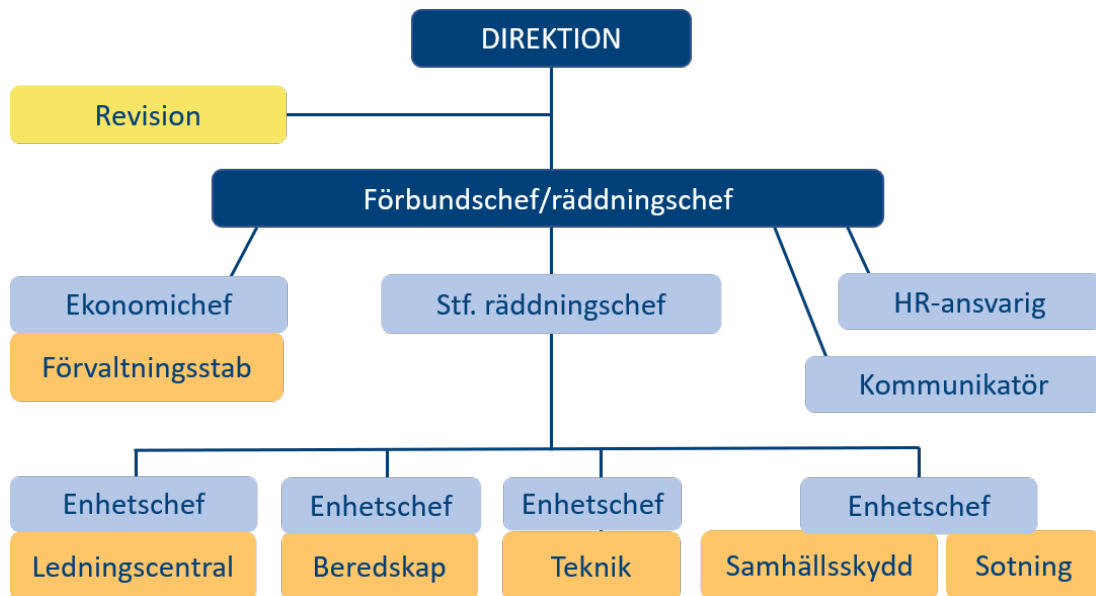 DIREKTION
Revision
Förbundschef/räddningschef
Ekonomichef
Förvaltningsstab
Stf. räddningschef
HR-ansvarig
Kommunikatör
Enhetschef
Ledningscentral
Enhetschef
Beredskap
Enhetschef
Teknik
Enhetschef
Samhällsskydd
Sotning